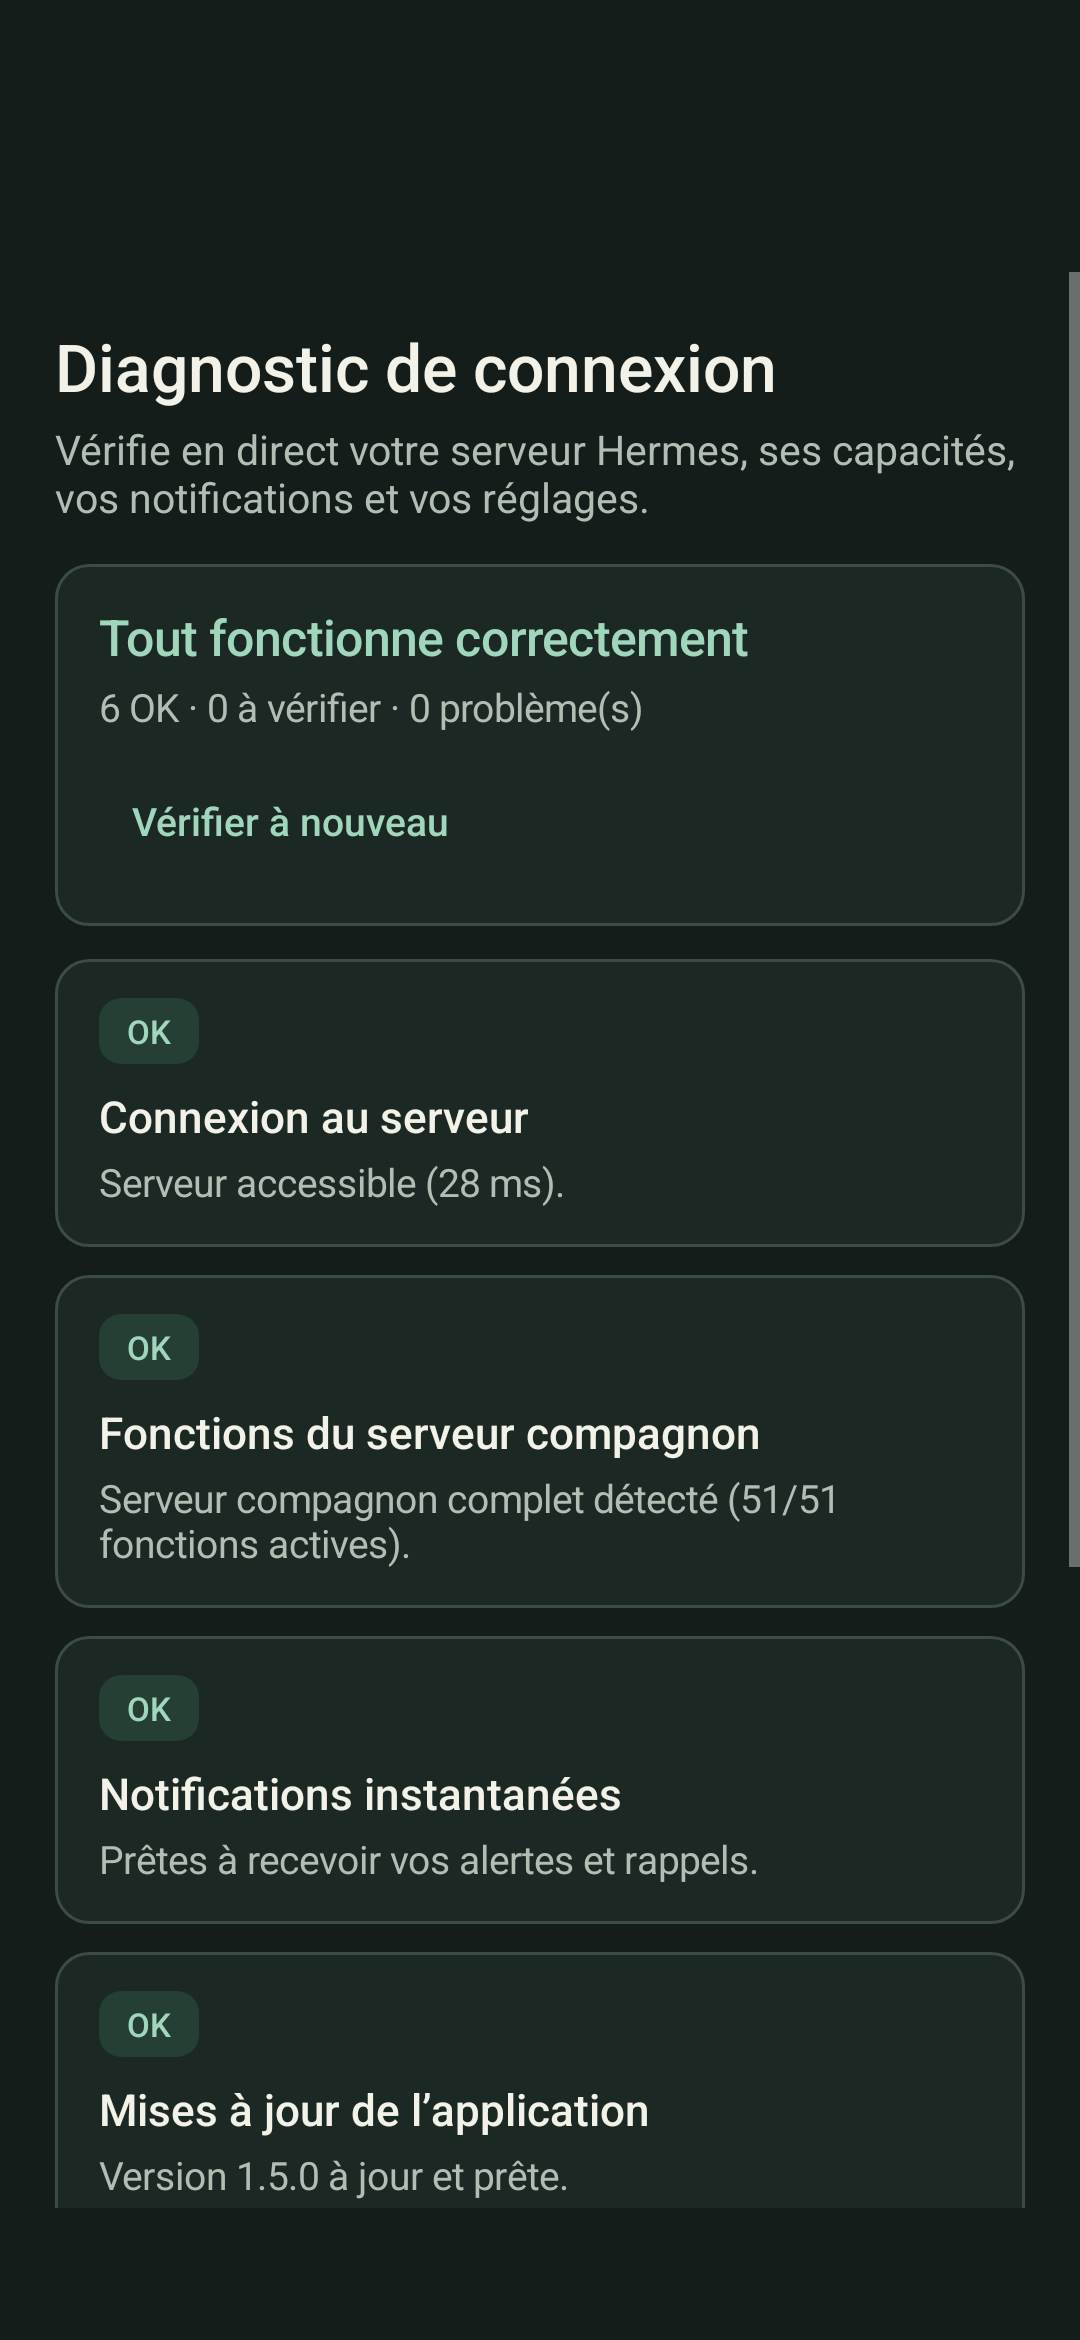 Diagnostic de connexion
Vérifie en direct votre serveur Hermes, ses capacités,
vos notifications et vos réglages.
Tout fonctionne correctement
6 OK · 0 à vérifier · 0 problème(s)
Vérifier à nouveau
OK
Connexion au serveur
Serveur accessible (28 ms).
OK
Fonctions du serveur compagnon
Serveur compagnon complet détecté (51/51
fonctions actives).
OK
Notifications instantanées
Prêtes à recevoir vos alertes et rappels.
OK
Mises à jour de l’application
Version 1.5.0 à jour et prête.